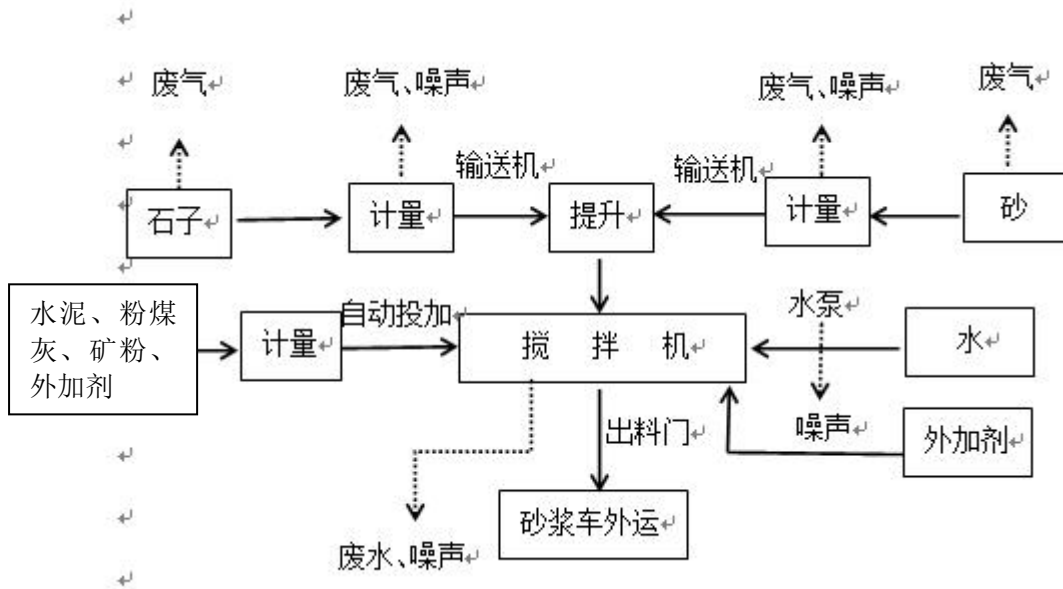 废气
废气、噪声
废气、噪声
废气
输送机
输送机
石子
计量
提升
计量
砂
水泥、粉煤
灰、矿粉、
外加剂
计量
自动投加
搅 拌 机
水泵
水
出料门
噪声
外加剂
砂浆车外运
废水、噪声